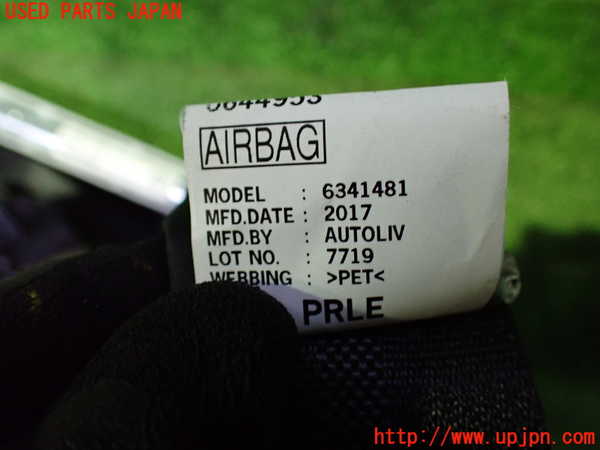 USED PARTS JAPAN
5644953
AIRBAG
MODEL : 6341481
MFD.DATE : 2017
MFD.BY : AUTOLIV
LOT NO. : 7719
WEBBING : >PET<
PRLE
http://www.upjpn.com/